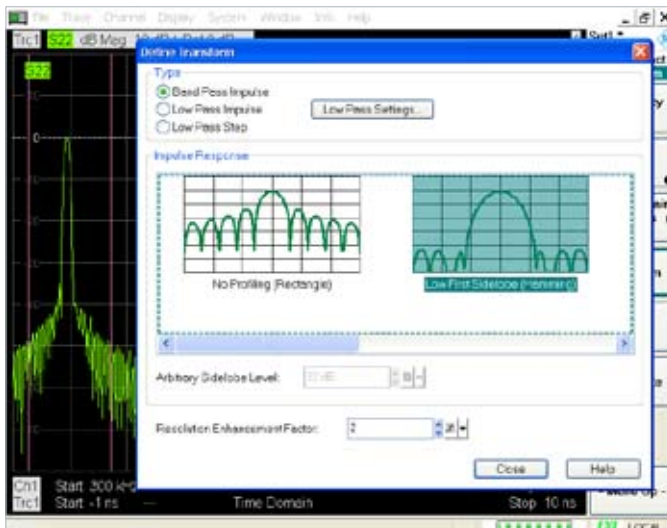 File Trace Channel Display System Window Info Help
Trc1 S22 dB Mag
S22
0
Define Transform
Type
Band Pass Impulse
Low Pass Impulse
Low Pass Step
Low Pass Settings...
Impulse Response
No Profiling (Rectangle)
Low First Sidelobe (Hamming)
Arbitrary Sidelobe Level:
Resolution Enhancement Factor:
2
Close
Help
Ch1 Start 300 kHz
Trc1 Start -1 ns
Time Domain
Stop 10 ns